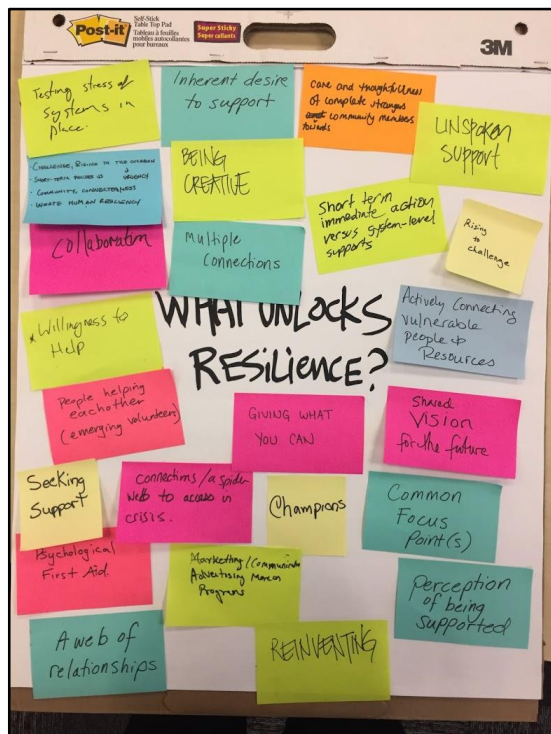 Post-it
Self-Stick
Table Top Pad
Tableau à feuilles
mobiles autocollantes
pour bureaux
Super Sticky
Super collants
3M
Testing stress of
systems in
place.
Inherent desire
to support
care and thoughtfulness
of complete strangers
community members
towards
UNSPOKEN
SUPPORT
• CHALLENGE, RISING TO THE OCCASION
• SHORT-TERM FOCUSED URGENCY
• COMMUNITY, CONNECTEDNESS
• HUMAN RESILIENCY
BEING
CREATIVE
Short term
immediate action
versus system-level
supports
Rising
to
challenge
Collaboration
Multiple
Connections
WHAT UNLOCKS
RESILIENCE?
Actively Connecting
vulnerable
people &
Resources
Willingness to
Help
People helping
eachother
(emerging volunteer)
GIVING WHAT
YOU CAN
Shared
Vision
for the future
Seeking
Support
Connections/a spider
web to access in
crisis.
Champions
Common
Focus
Point(s)
Psychological
First Aid.
Marketing/
Advertising
Programs
perception
of being
supported
A web of
relationships
REINVENTING